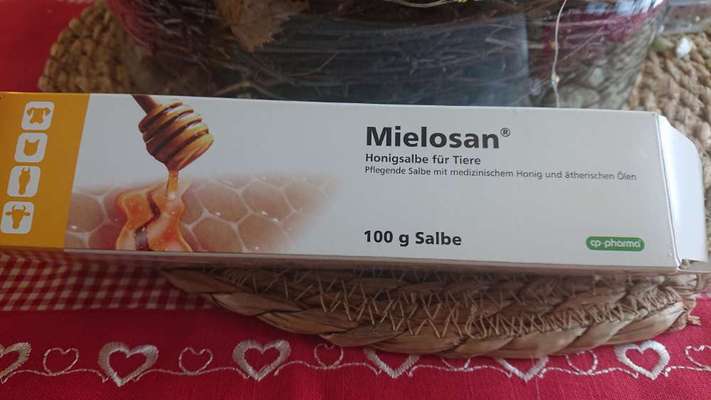 Mielosan®
Honigsalbe für Tiere
Pflegende Salbe mit medizinischem Honig und ätherischen Ölen
100 g Salbe
cp-pharma